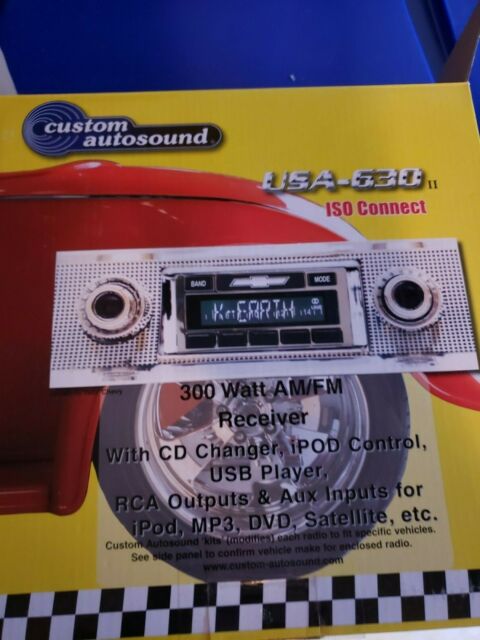 custom
autosound
USA-630 II
ISO Connect
BAND
MODE
300 Watt AM/FM
Receiver
With CD Changer, iPOD Control,
USB Player,
RCA Outputs & Aux Inputs for
iPod, MP3, DVD, Satellite, etc.
Custom Autosound 'kits' (modifies) each radio to fit specific vehicles.
See side panel to confirm vehicle make for enclosed radio.
www.custom-autosound.com